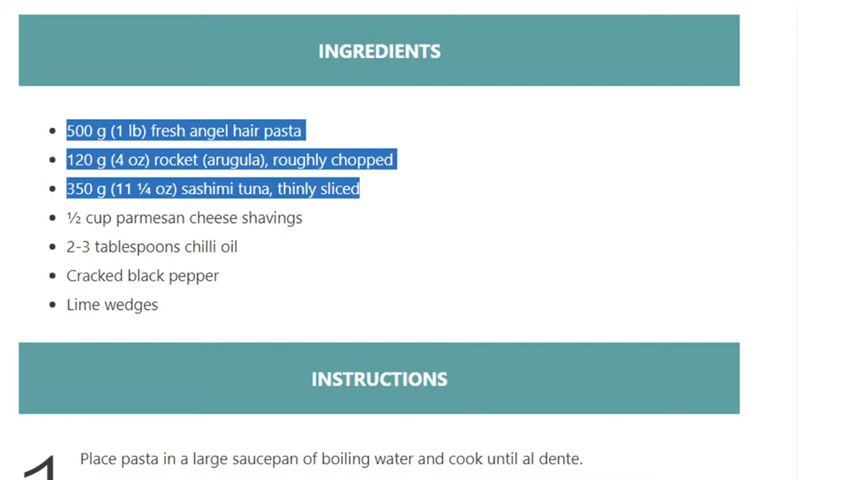 INGREDIENTS
500 g (1 lb) fresh angel hair pasta
120 g (4 oz) rocket (arugula), roughly chopped
350 g (11 ¼ oz) sashimi tuna, thinly sliced
½ cup parmesan cheese shavings
2-3 tablespoons chilli oil
Cracked black pepper
Lime wedges
INSTRUCTIONS
1 Place pasta in a large saucepan of boiling water and cook until al dente.